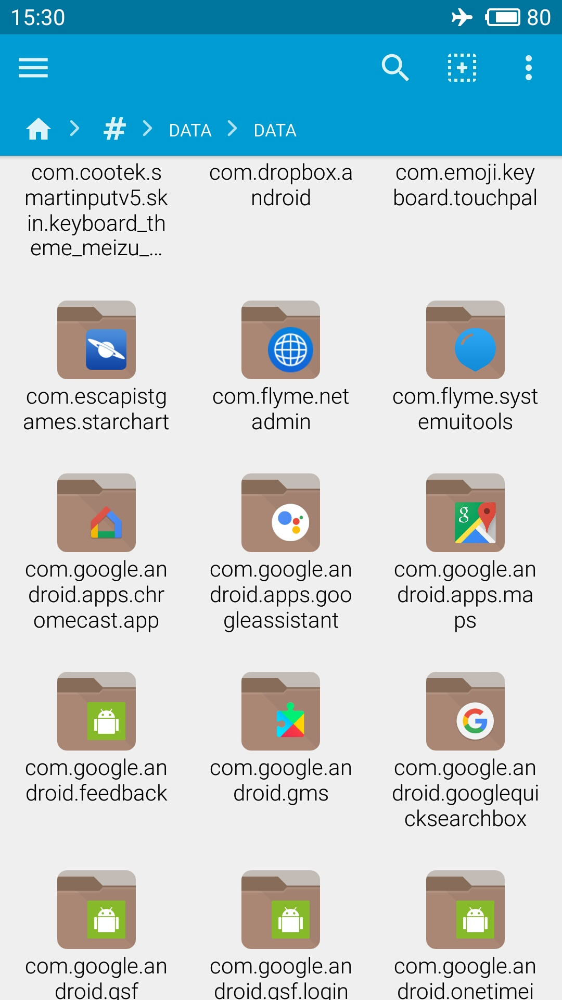 15:30 80
# DATA DATA
com.cootek.s
martinputv5.sk
in.keyboard_th
eme_meizu_...
com.dropbox.a
ndroid
com.emoji.key
board.touchpal
com.escapistg
ames.starchart
com.flyme.net
admin
com.flyme.syst
emuitools
com.google.an
droid.apps.chr
omecast.app
com.google.an
droid.apps.goo
gleassistant
g
com.google.an
droid.apps.ma
ps
com.google.an
droid.feedback
com.google.an
droid.gms
G
com.google.an
droid.googlequi
cksearchbox
com.google.an
droid.gsf
com.google.an
droid.gsf.login
com.google.an
droid.onetimei